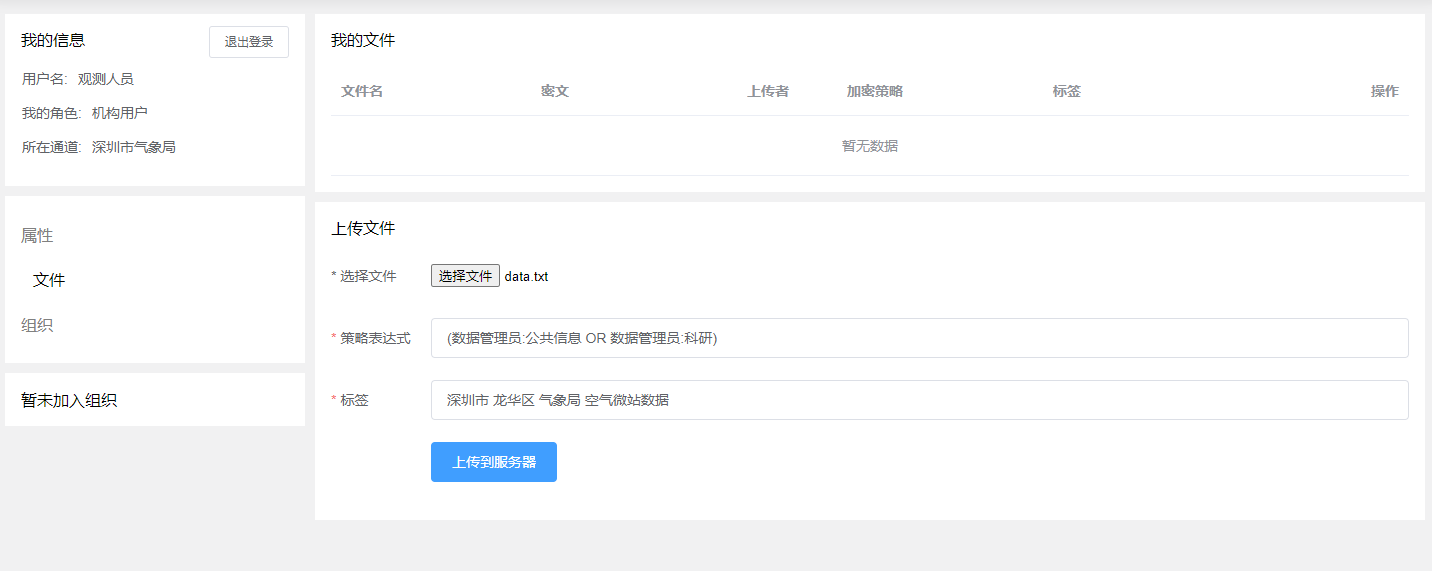 我的信息
退出登录
用户名: 观测人员
我的角色: 机构用户
所在通道: 深圳市气象局
属性
文件
组织
暂未加入组织
我的文件
文件名 密文 上传者 加密策略 标签 操作
暂无数据
上传文件
* 选择文件 选择文件 data.txt
* 策略表达式 (数据管理员:公共信息 OR 数据管理员:科研)
* 标签 深圳市 龙华区 气象局 空气微站数据
上传到服务器